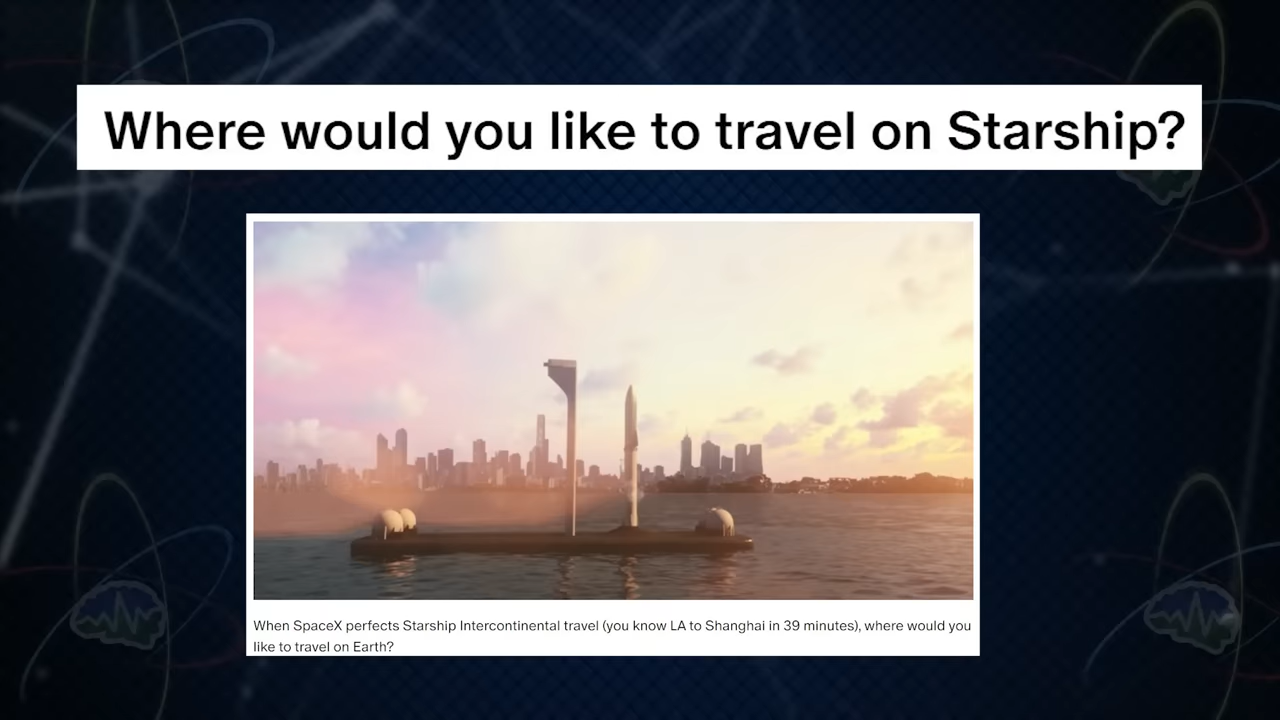 Where would you like to travel on Starship?
When SpaceX perfects Starship Intercontinental travel (you know LA to Shanghai in 39 minutes), where would you
like to travel on Earth?